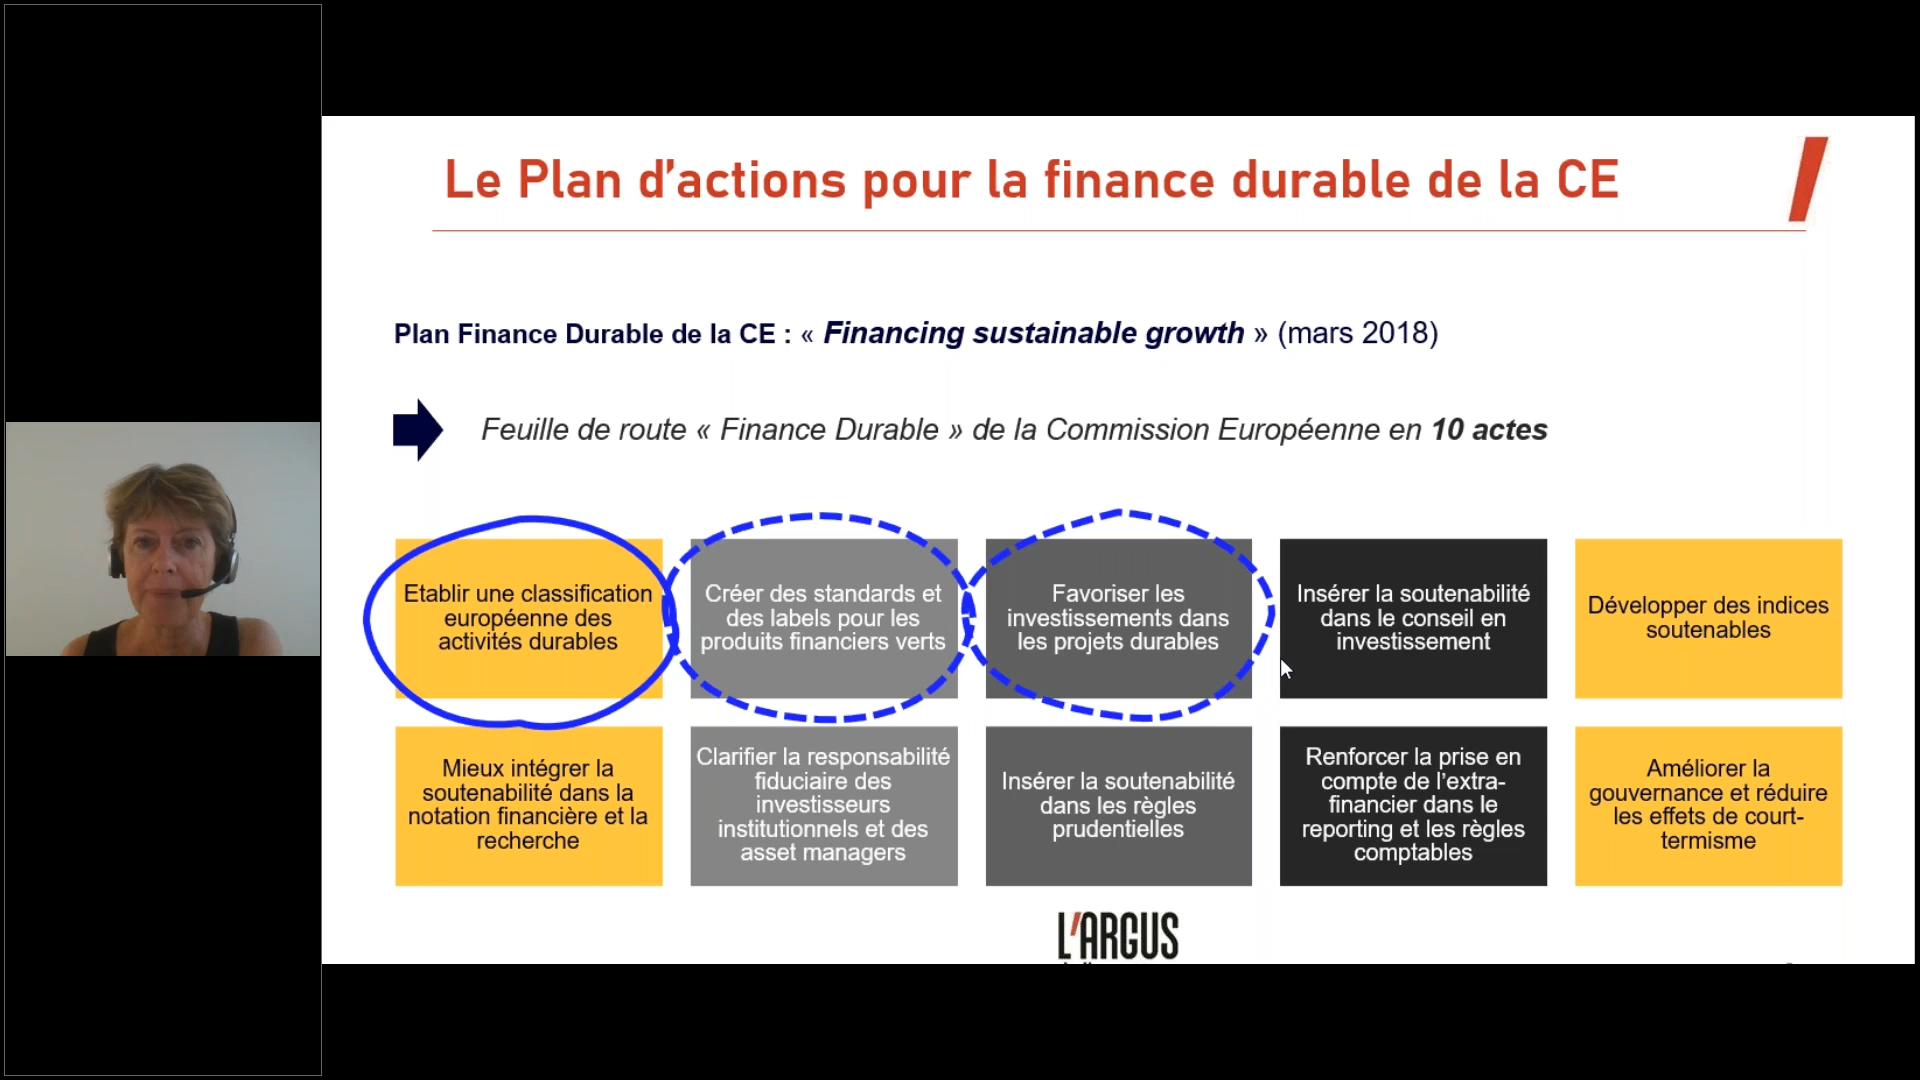 Le Plan d’actions pour la finance durable de la CE
Plan Finance Durable de la CE : « Financing sustainable growth » (mars 2018)
Feuille de route « Finance Durable » de la Commission Européenne en 10 actes
Etablir une classification
européenne des
activités durables
Créer des standards et
des labels pour les
produits financiers verts
Favoriser les
investissements dans
les projets durables
Insérer la soutenabilité
dans le conseil en
investissement
Développer des indices
soutenables
Mieux intégrer la
soutenabilité dans la
notation financière et la
recherche
Clarifier la responsabilité
fiduciaire des
investisseurs
institutionnels et des
asset managers
Insérer la soutenabilité
dans les règles
prudentielles
Renforcer la prise en
compte de l’extra-
financier dans le
reporting et les règles
comptables
Améliorer la
gouvernance et réduire
les effets de court-
termisme
L'ARGUS